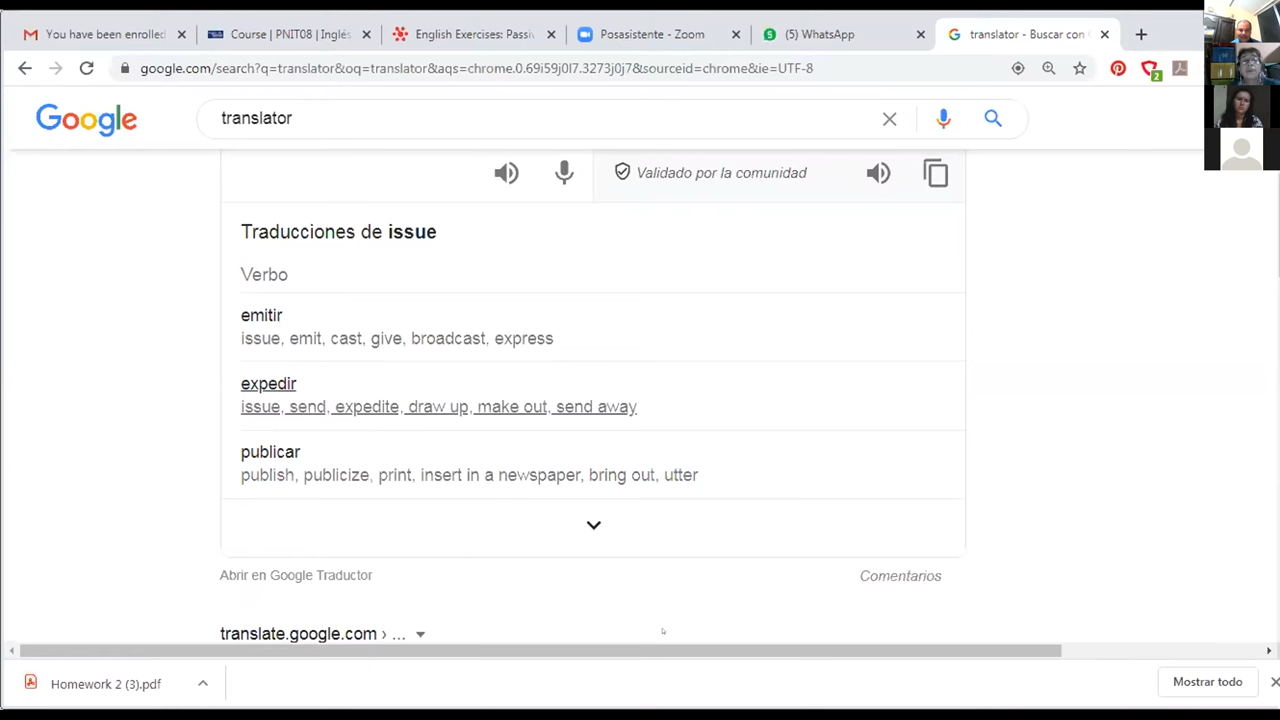 You have been enrolled
Course | PNIT08 | Inglés
English Exercises: Passi
Posasistente - Zoom
(5) WhatsApp
translator - Buscar con
google.com/search?q=translator&oq=translator&aqs=chrome..69i59j0l7.3273j0j7&sourceid=chrome&ie=UTF-8
2
Google
translator
Validado por la comunidad
Traducciones de issue
Verbo
emitir
issue, emit, cast, give, broadcast, express
expedir
issue, send, expedite, draw up, make out, send away
publicar
publish, publicize, print, insert in a newspaper, bring out, utter
Abrir en Google Traductor
Comentarios
translate.google.com › ...
Homework 2 (3).pdf
Mostrar todo